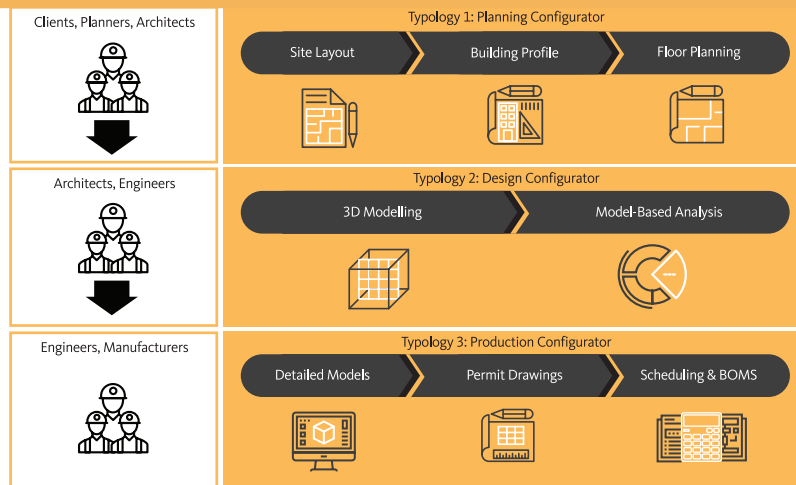 Clients, Planners, Architects
Typology 1: Planning Configurator
Site Layout
Building Profile
Floor Planning
Architects, Engineers
Typology 2: Design Configurator
3D Modelling
Model-Based Analysis
Engineers, Manufacturers
Typology 3: Production Configurator
Detailed Models
Permit Drawings
Scheduling & BOMS